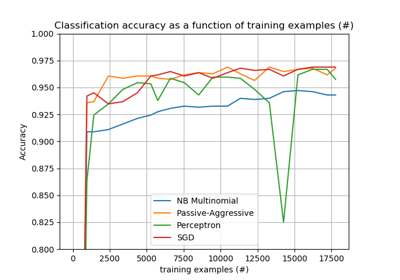 Classification accuracy as a function of training examples (#)
1.000
0.975
0.950
0.925
0.900
0.875
0.850
0.825
0.800
Accuracy
NB Multinomial
Passive-Aggressive
Perceptron
SGD
0 2500 5000 7500 10000 12500 15000 17500
training examples (#)